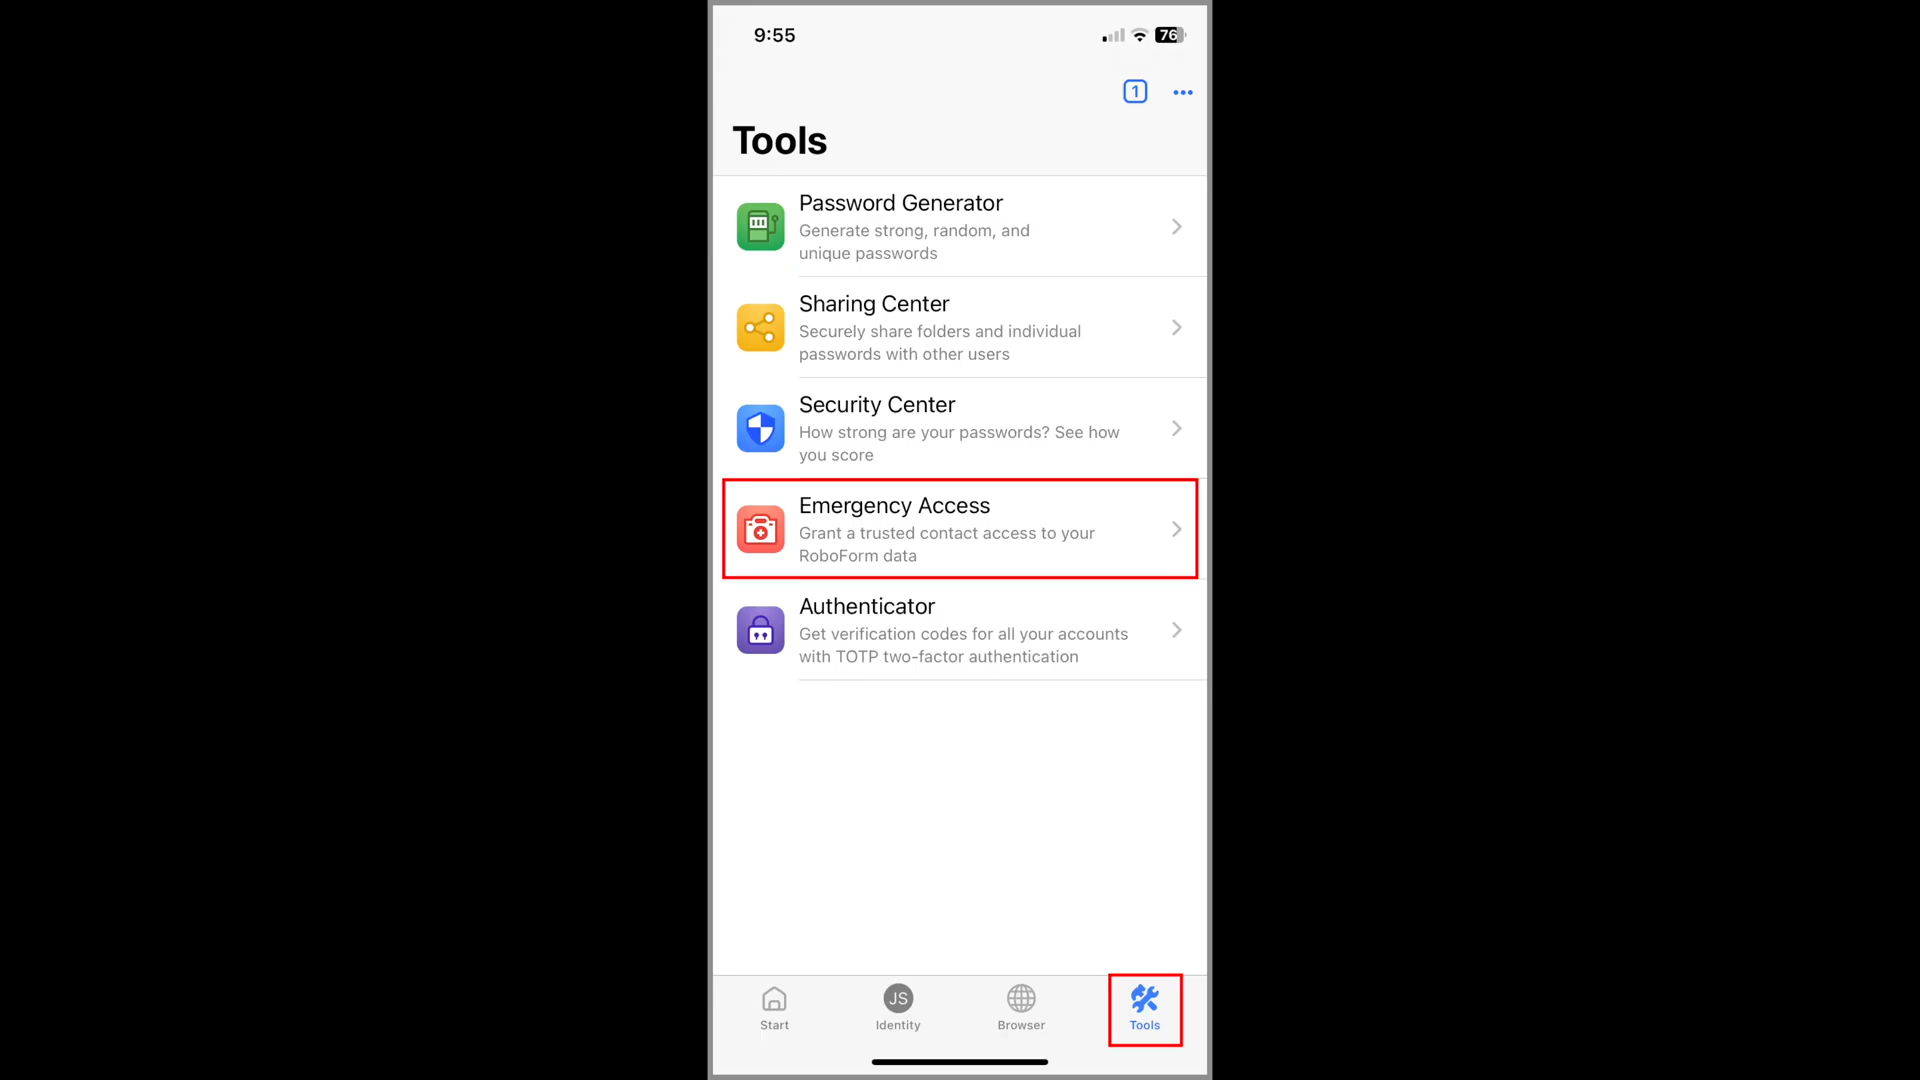 9:55
76
1
Tools
Password Generator
Generate strong, random, and
unique passwords
Sharing Center
Securely share folders and individual
passwords with other users
Security Center
How strong are your passwords? See how
you score
Emergency Access
Grant a trusted contact access to your
RoboForm data
Authenticator
Get verification codes for all your accounts
with TOTP two-factor authentication
JS
Start
Identity
Browser
Tools